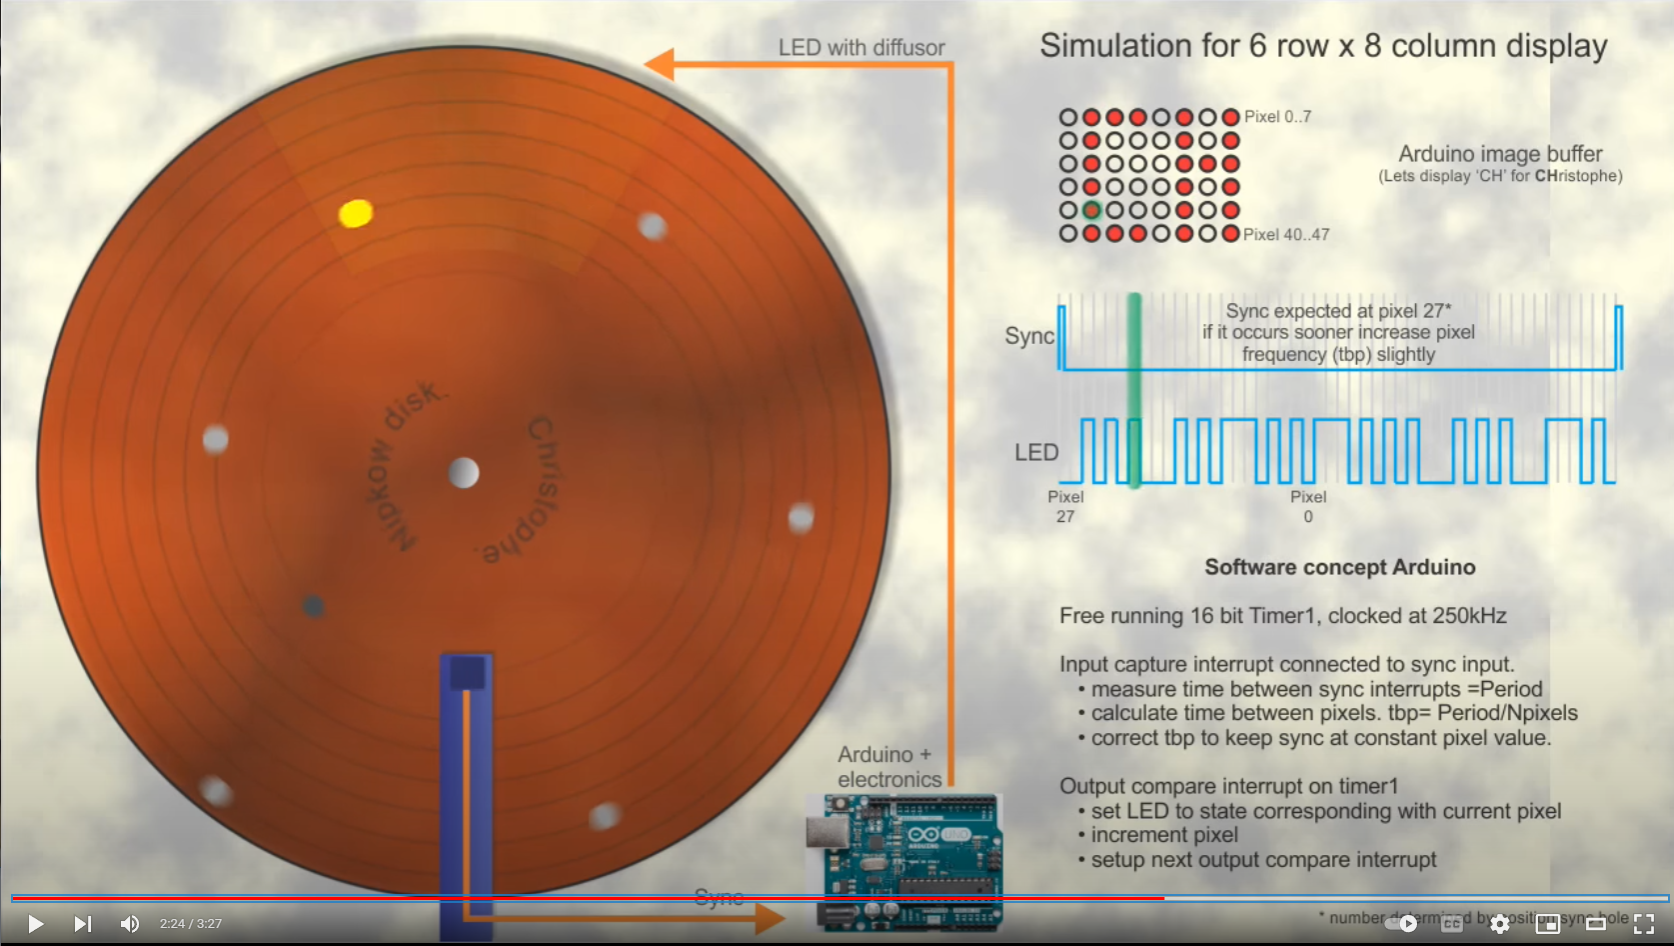 LED with diffusor
Simulation for 6 row x 8 column display
Pixel 0..7
Arduino image buffer
(Lets display 'CH' for CHristophe)
Pixel 40..47
Sync
Sync expected at pixel 27*
if it occurs sooner increase pixel
frequency (tbp) slightly
LED
Pixel
27
Pixel
0
Nipkow disk.
Christophe.
Software concept Arduino
Free running 16 bit Timer1, clocked at 250kHz
Input capture interrupt connected to sync input.
• measure time between sync interrupts =Period
• calculate time between pixels. tbp= Period/Npixels
• correct tbp to keep sync at constant pixel value.
Output compare interrupt on timer1
• set LED to state corresponding with current pixel
• increment pixel
• setup next output compare interrupt
Arduino +
electronics
UNO
ARDUINO
Sync
* number determined by position sync hole
2:24 / 3:27
CC